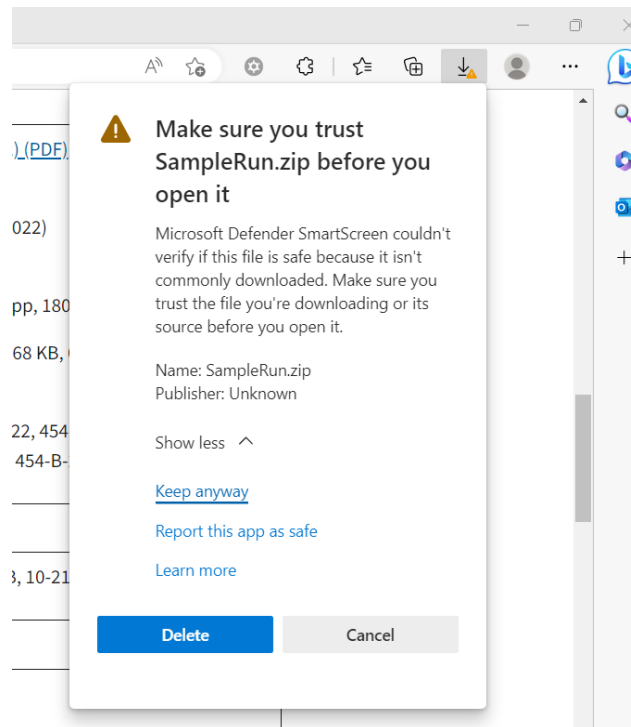 A
) (PDF)
022)
pp, 180
68 KB,
22, 454
454-B-
3, 10-21
Make sure you trust
SampleRun.zip before you
open it
Microsoft Defender SmartScreen couldn't
verify if this file is safe because it isn't
commonly downloaded. Make sure you
trust the file you're downloading or its
source before you open it.
Name: SampleRun.zip
Publisher: Unknown
Show less
Keep anyway
Report this app as safe
Learn more
Delete
Cancel